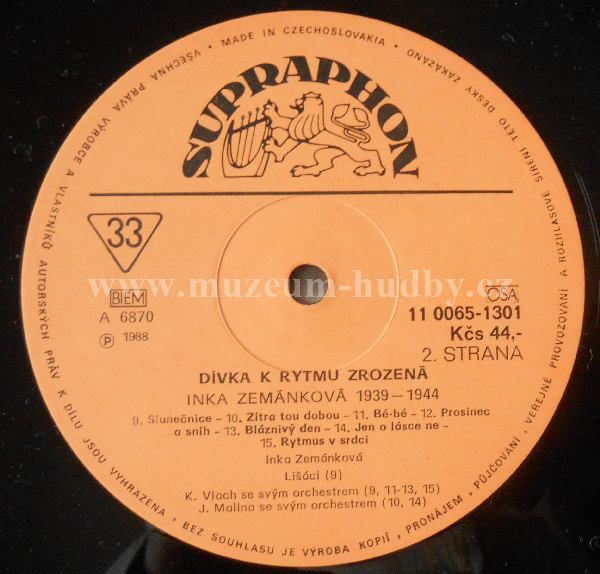 VŠECHNA PRÁVA VÝROBCE A VLASTNÍKŮ AUTORSKÝCH PRÁV K DÍLU JSOU VYHRAZENA • BEZ SOUHLASU JE VÝROBA KOPIÍ, PRONÁJEM, PŮJČOVÁNÍ, VEŘEJNÉ PROVOZOVÁNÍ A ROZHLASOVÉ ŠÍŘENÍ TÉTO DESKY ZAKÁZÁNO • MADE IN CZECHOSLOVAKIA •
SUPRAPHON
33
www.muzeum-hudby.cz
BIEM
OSA
A 6870
11 0065-1301
Ⓟ 1988
Kčs 44,-
2. STRANA
DÍVKA K RYTMU ZROZENÁ
INKA ZEMÁNKOVÁ 1939—1944
9. Slunečnice - 10. Zítra tou dobou - 11. Bé-bé - 12. Prosinec
a sníh - 13. Bláznivý den - 14. Jen o lásce ne -
15. Rytmus v srdci
Inka Zemánková
Lišáci (9)
K. Vlach se svým orchestrem (9, 11-13, 15)
J. Malina se svým orchestrem (10, 14)